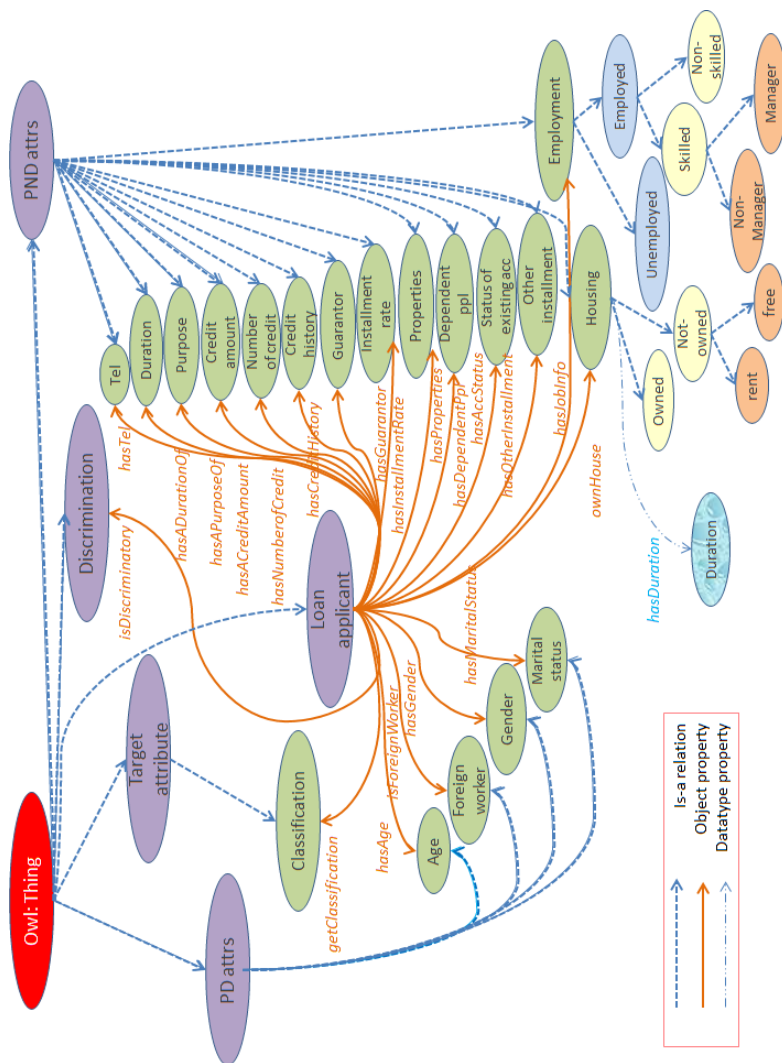 Owl: Thing
PD attrs
Target
attribute
Discrimination
PND attrs
Loan
applicant
Classification
getClassification
isDiscriminatory
hasAge
isForeignWorker
hasGender
hasMaritalStatus
Age
Foreign
worker
Gender
Marital
status
hasTel
hasADurationOf
hasAPurposeOf
hasACreditAmount
hasNumberofCredit
hasCreditHistory
hasGuarantor
hasInstallmentRate
hasProperties
hasDependentPpl
hasAccStatus
hasOtherInstallment
hasJobInfo
ownHouse
Tel
Duration
Purpose
Credit
amount
Number
of credit
Credit
history
Guarantor
Installment
rate
Properties
Dependent
ppl
Status of
existing acc
Other
installment
Housing
Employment
hasDuration
Duration
Owned
Not-
owned
rent
free
Unemployed
Employed
Skilled
Non-
skilled
Non-
Manager
Manager
Is-a relation
Object property
Datatype property